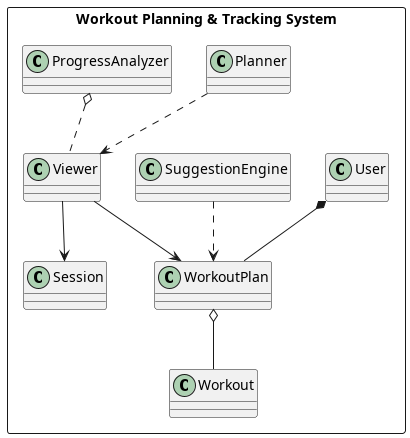 Workout Planning & Tracking System
C ProgressAnalyzer
C Planner
C Viewer
C SuggestionEngine
C User
C Session
C WorkoutPlan
C Workout